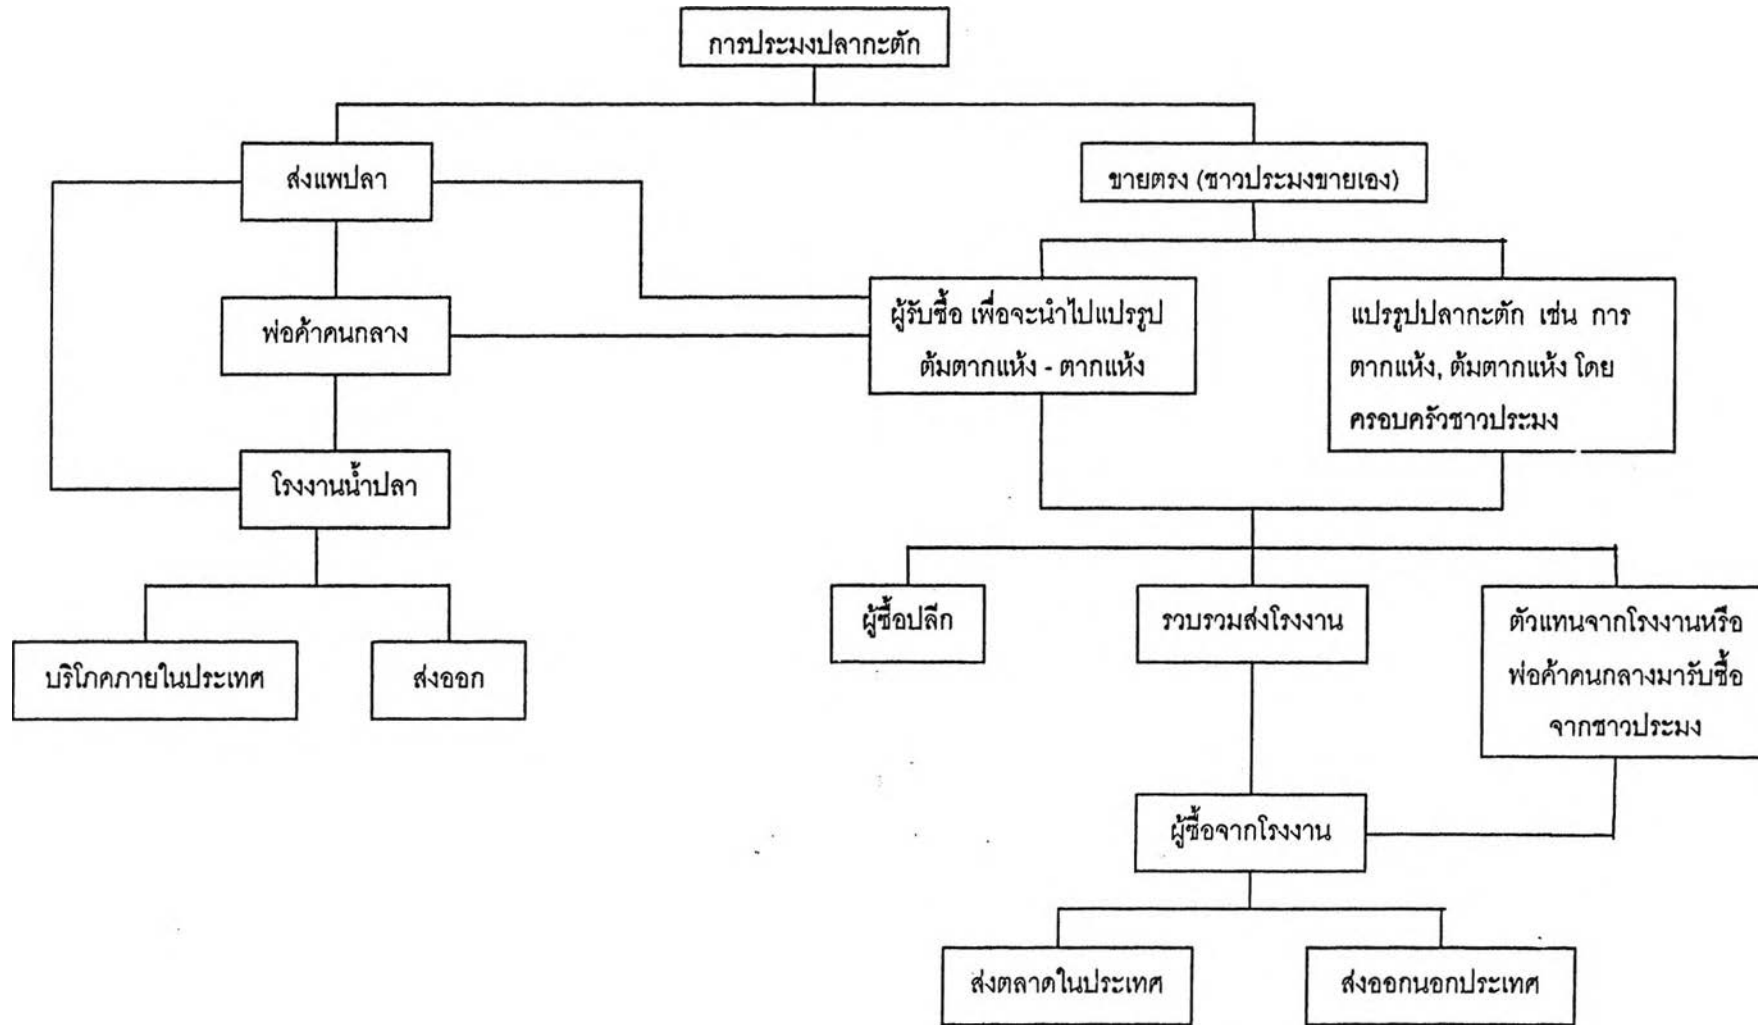 การประมงปลากะตัก
ส่งแพปลา
ขายตรง (ชาวประมงขายเอง)
พ่อค้าคนกลาง
ผู้รับซื้อ เพื่อจะนำไปแปรรูป
ต้มตากแห้ง - ตากแห้ง
แปรรูปปลากะตัก เช่น การ
ตากแห้ง, ต้มตากแห้ง โดย
ครอบครัวชาวประมง
โรงงานน้ำปลา
บริโภคภายในประเทศ
ส่งออก
ผู้ซื้อปลีก
รวบรวมส่งโรงงาน
ตัวแทนจากโรงงานหรือ
พ่อค้าคนกลางมารับซื้อ
จากชาวประมง
ผู้ซื้อจากโรงงาน
ส่งตลาดในประเทศ
ส่งออกนอกประเทศ